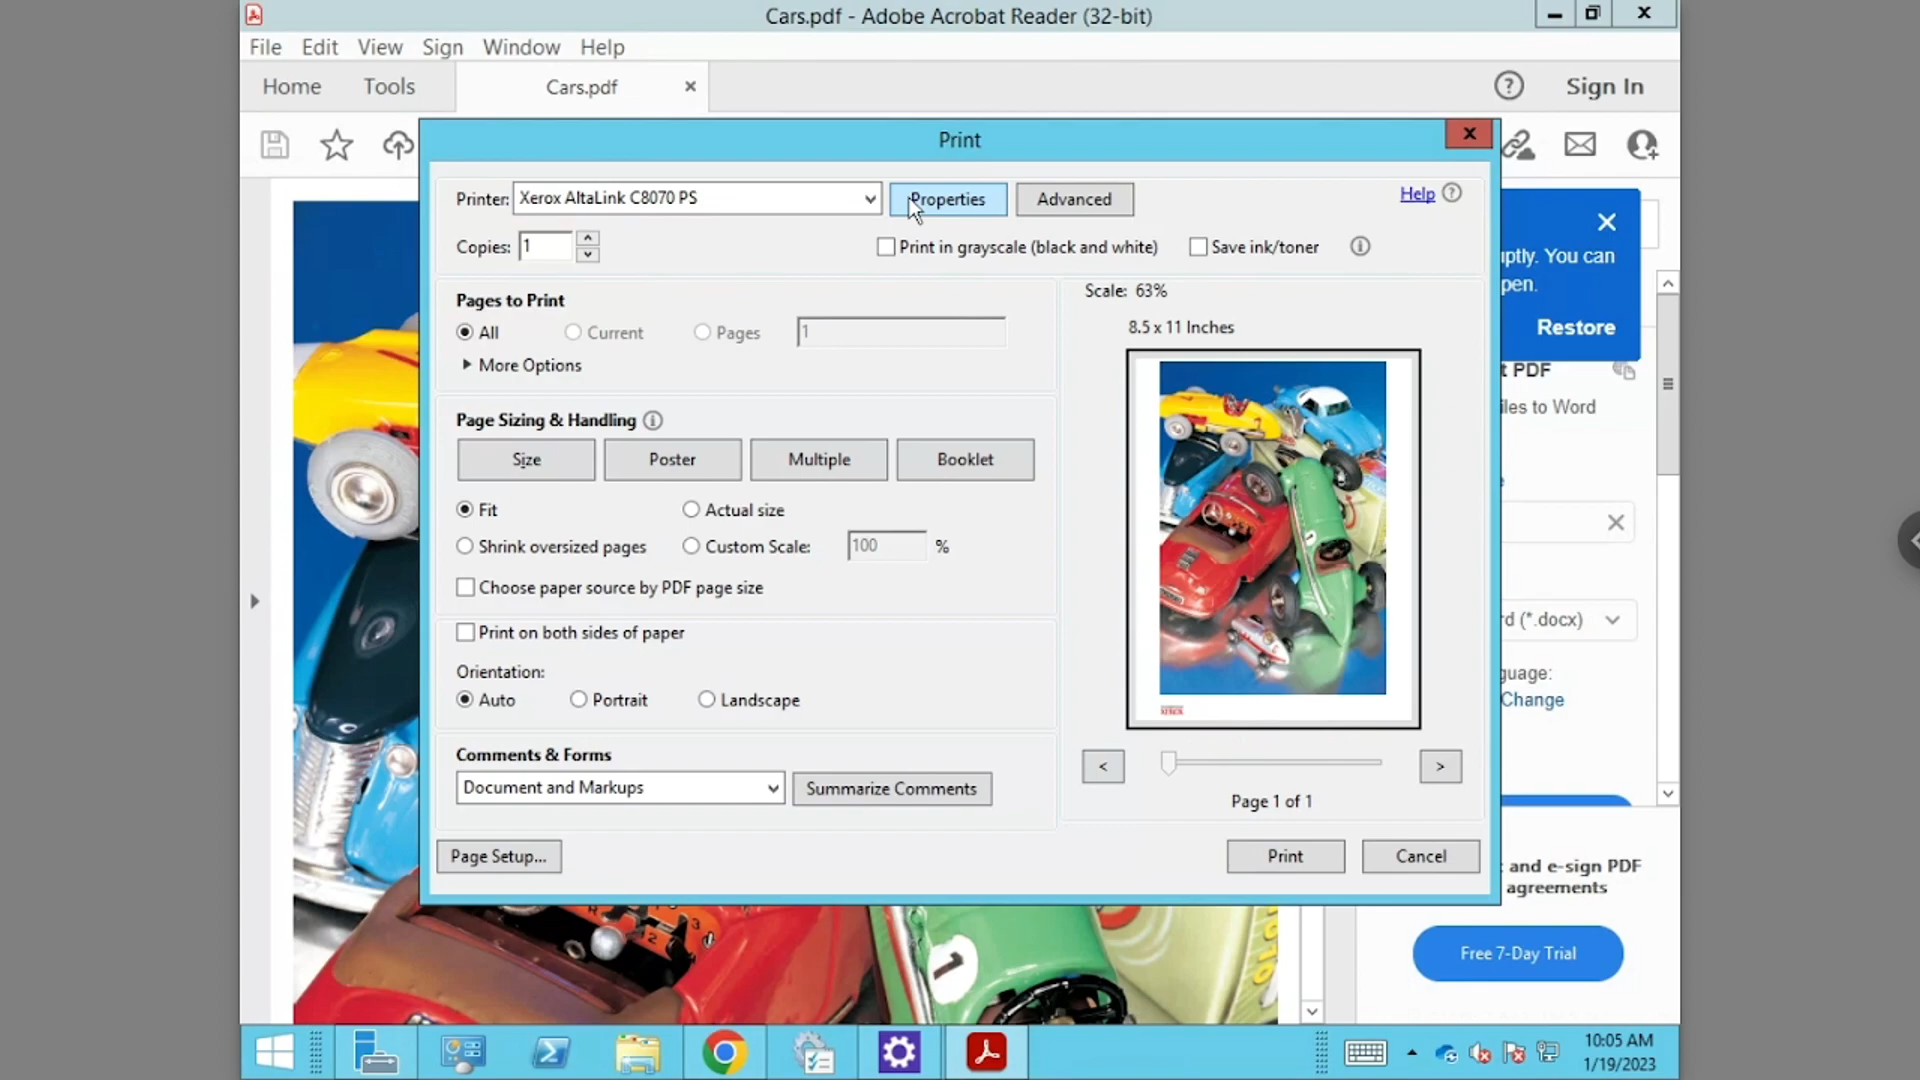 Cars.pdf - Adobe Acrobat Reader (32-bit)
File Edit View Sign Window Help
Home Tools Cars.pdf Sign In
Print
Printer: Xerox AltaLink C8070 PS Properties Advanced Help
Copies: 1 Print in grayscale (black and white) Save ink/toner
Pages to Print
All Current Pages 1
More Options
Page Sizing & Handling
Size Poster Multiple Booklet
Fit Actual size
Shrink oversized pages Custom Scale: 100 %
Choose paper source by PDF page size
Print on both sides of paper
Orientation:
Auto Portrait Landscape
Comments & Forms
Document and Markups Summarize Comments
Page Setup...
Scale: 63%
8.5 x 11 Inches
XEROX
< >
Page 1 of 1
Print Cancel
ptly. You can
pen.
Restore
t PDF
iles to Word
rd (*.docx)
guage:
Change
and e-sign PDF
agreements
Free 7-Day Trial
1
2
3
10:05 AM
1/19/2023